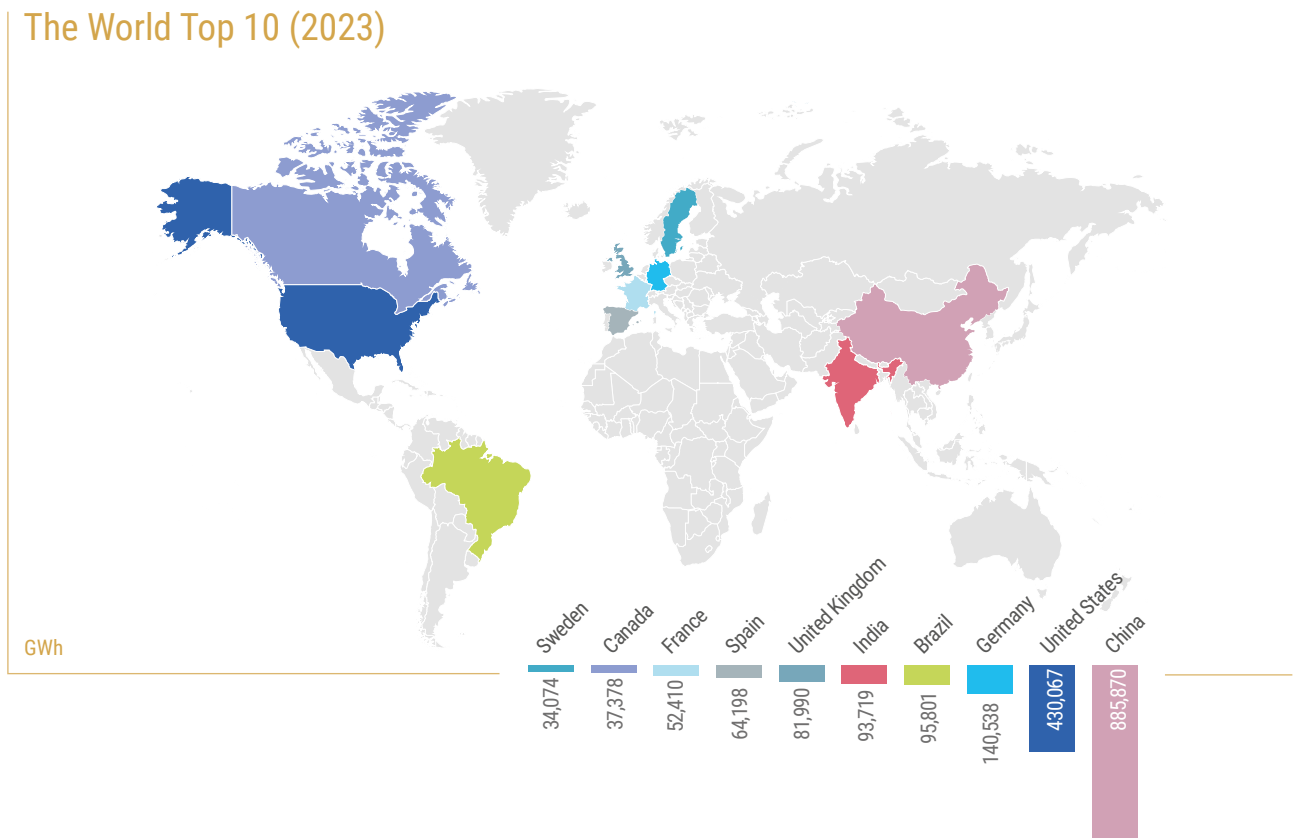 The World Top 10 (2023)
GWh
Sweden
Canada
France
Spain
United Kingdom
India
Brazil
Germany
United States
China
34,074
37,378
52,410
64,198
81,990
93,719
95,801
140,538
430,067
885,870